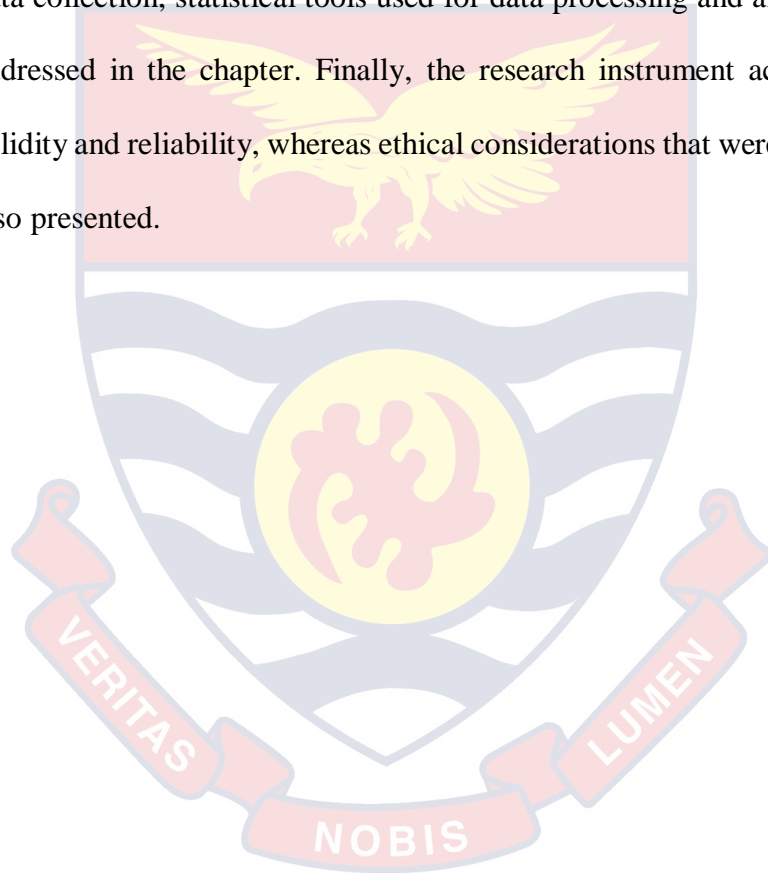 ata collection, statistical tools used for data processing and a
dressed in the chapter. Finally, the research instrument ac
lidity and reliability, whereas ethical considerations that were
so presented.
VERITAS
NOBIS
LUMEN